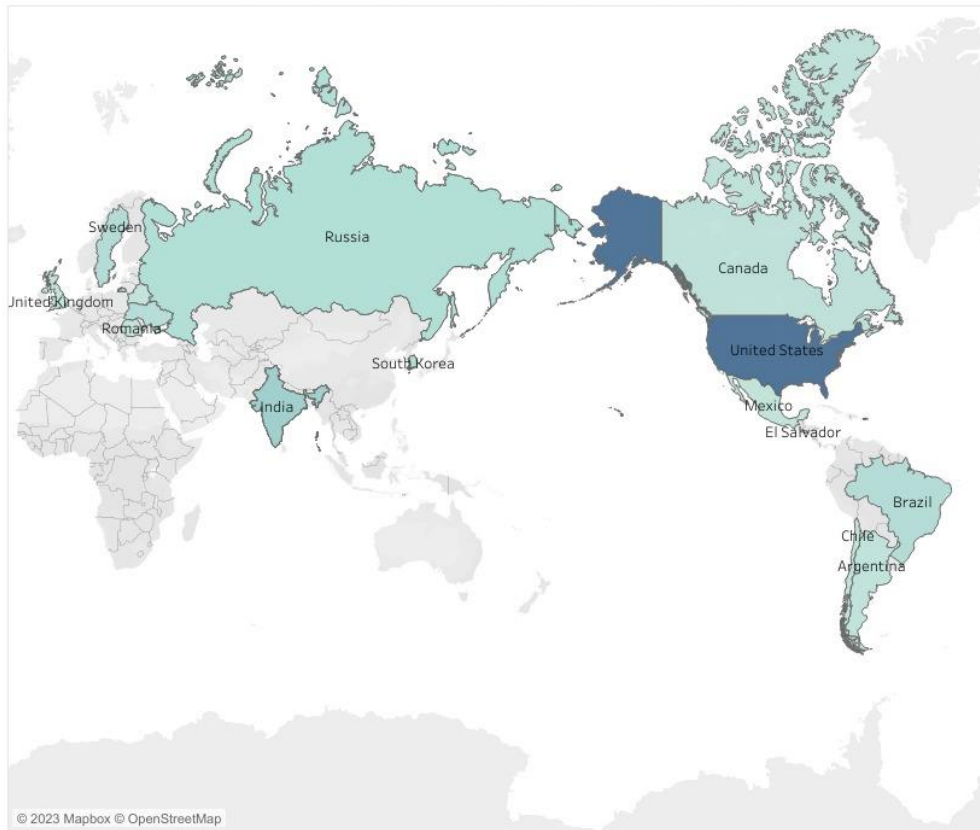 Sweden
Russia
Canada
United Kingdom
Romania
United States
South Korea
India
Mexico
El Salvador
Brazil
Chile
Argentina
© 2023 Mapbox © OpenStreetMap